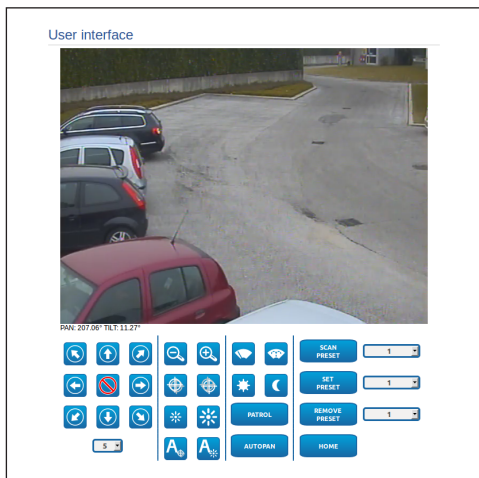 User interface
PAN: 207.06° TILT: 11.27°
SCAN
PRESET
1
SET
PRESET
1
PATROL
REMOVE
PRESET
1
5
A
A
AUTOPAN
HOME